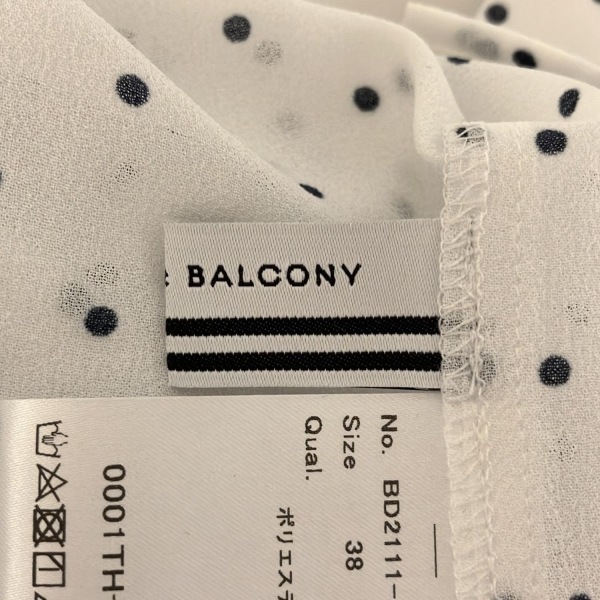 BALCONY
No. BD2111-
Size 38
Qual.
ポリエステ
0001TH-